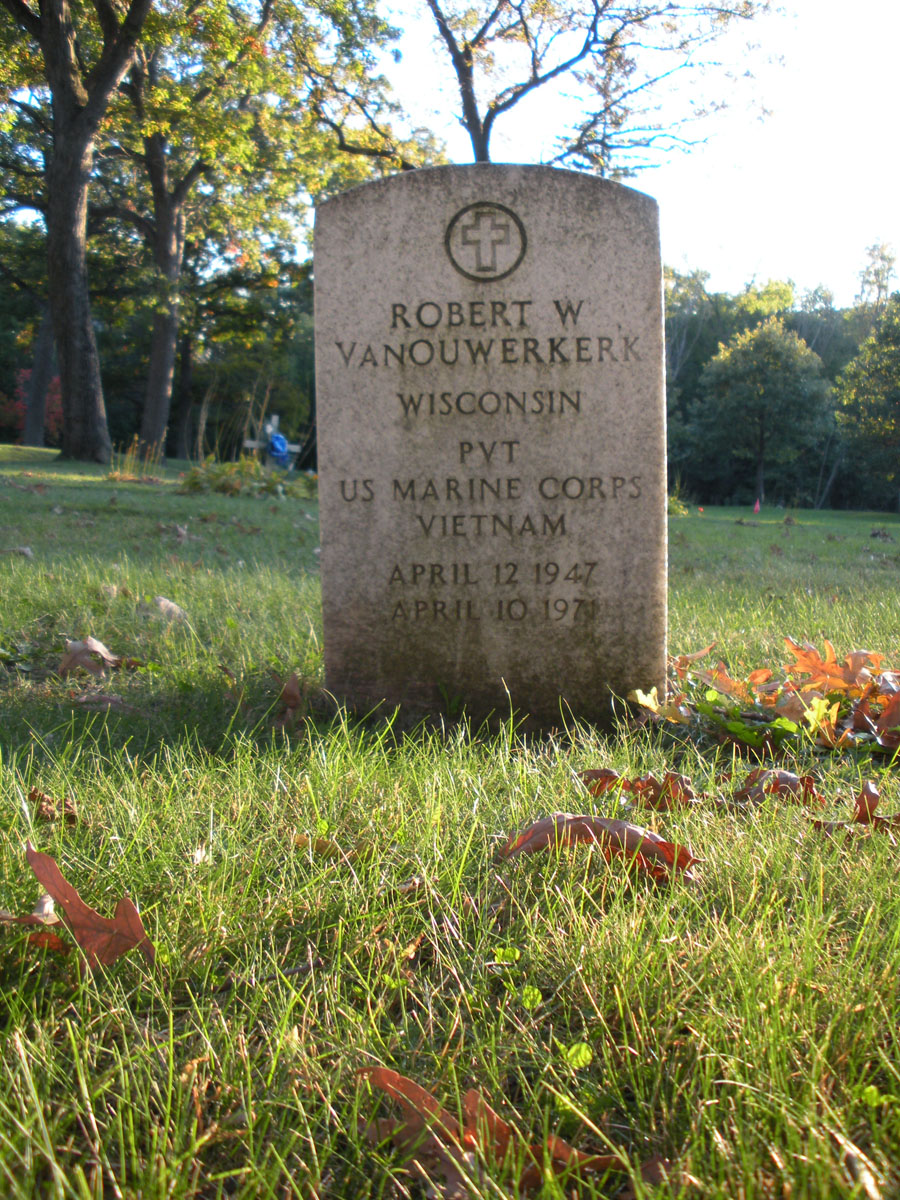 ROBERT W
VANOUWERKERK
WISCONSIN
PVT
US MARINE CORPS
VIETNAM
APRIL 12 1947
APRIL 10 1971